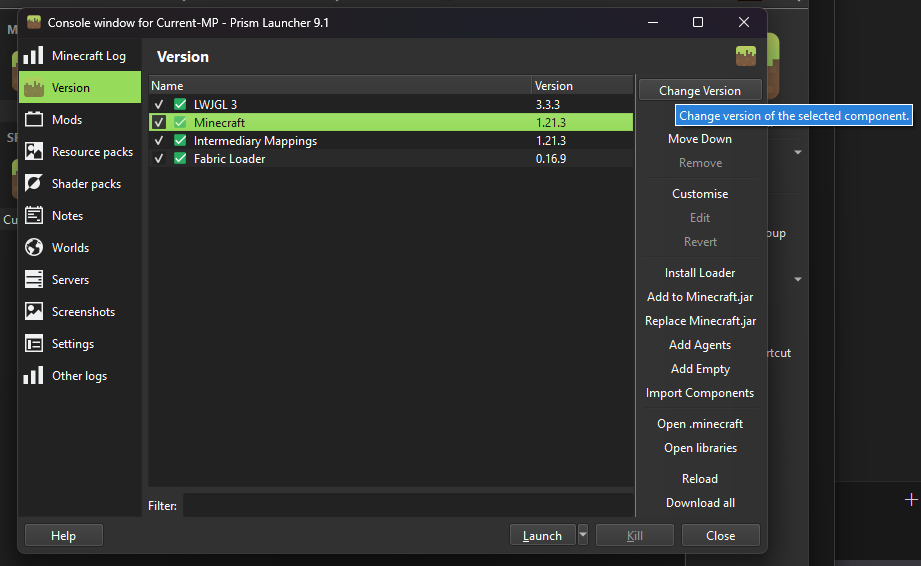 Console window for Current-MP - Prism Launcher 9.1
Minecraft Log
Version
Mods
Resource packs
Shader packs
Notes
Worlds
Servers
Screenshots
Settings
Other logs
Version
Name Version
LWJGL 3 3.3.3
Minecraft 1.21.3
Intermediary Mappings 1.21.3
Fabric Loader 0.16.9
Change Version
Change version of the selected component.
Move Down
Remove
Customise
Edit
Revert
Install Loader
Add to Minecraft.jar
Replace Minecraft.jar
Add Agents
Add Empty
Import Components
Open .minecraft
Open libraries
Reload
Download all
Filter:
Help
Launch
Kill
Close
M
SP
Cu
oup
rtcut